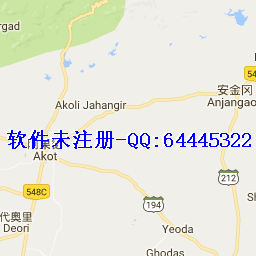 rgad
54
安金冈
Akoli Jahangir
Anjangao
软件未注册-QQ:64445322
Akot
548C
212
194
Sh
代奥里
Deori
Yeoda
Ghodas